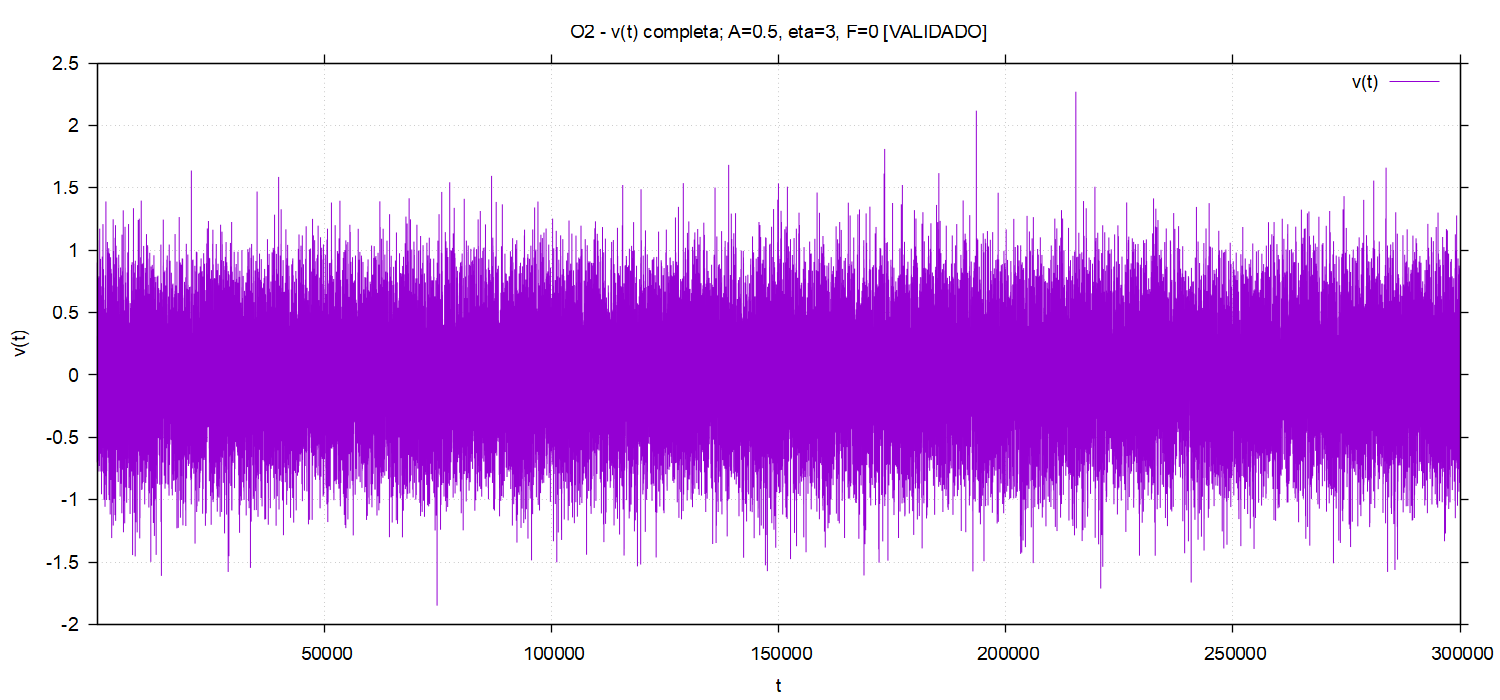 O2 - v(t) completa; A=0.5, eta=3, F=0 [VALIDADO]
v(t)
2.5
2
1.5
1
0.5
0
-0.5
-1
-1.5
-2
v(t)
50000 100000 150000 200000 250000 300000
t